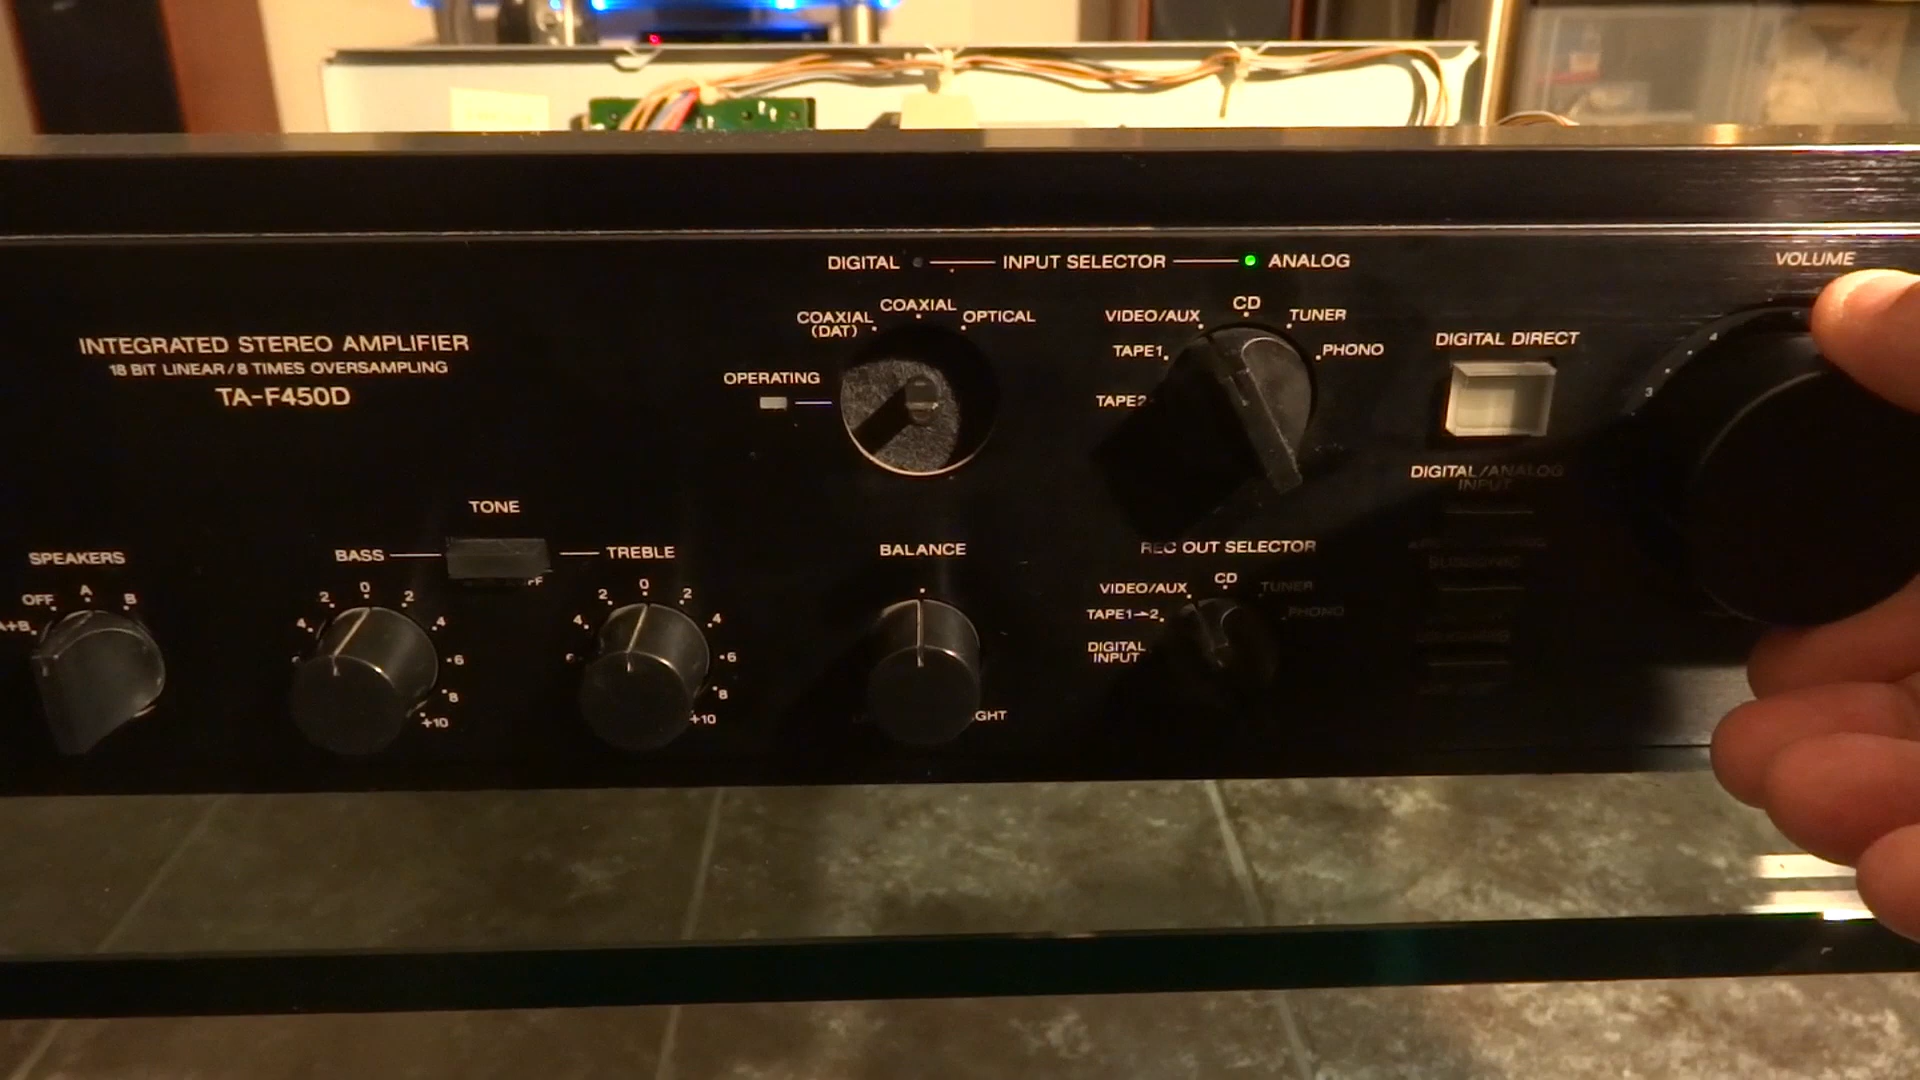 DIGITAL INPUT SELECTOR ANALOG
VOLUME
COAXIAL (DAT)
COAXIAL
OPTICAL
OPERATING
TAPE2
TAPE1
VIDEO/AUX
CD
TUNER
PHONO
DIGITAL DIRECT
3
4
DIGITAL/ANALOG
INPUT
INTEGRATED STEREO AMPLIFIER
18 BIT LINEAR/8 TIMES OVERSAMPLING
TA-F450D
SPEAKERS
A+B
OFF
A
B
TONE
BASS TREBLE
4 2 0 2 4 6 8 +10
4 2 0 2 4 6 8 +10
BALANCE
REC OUT SELECTOR
DIGITAL
INPUT
TAPE1→2
VIDEO/AUX
CD
TUNER
PHONO